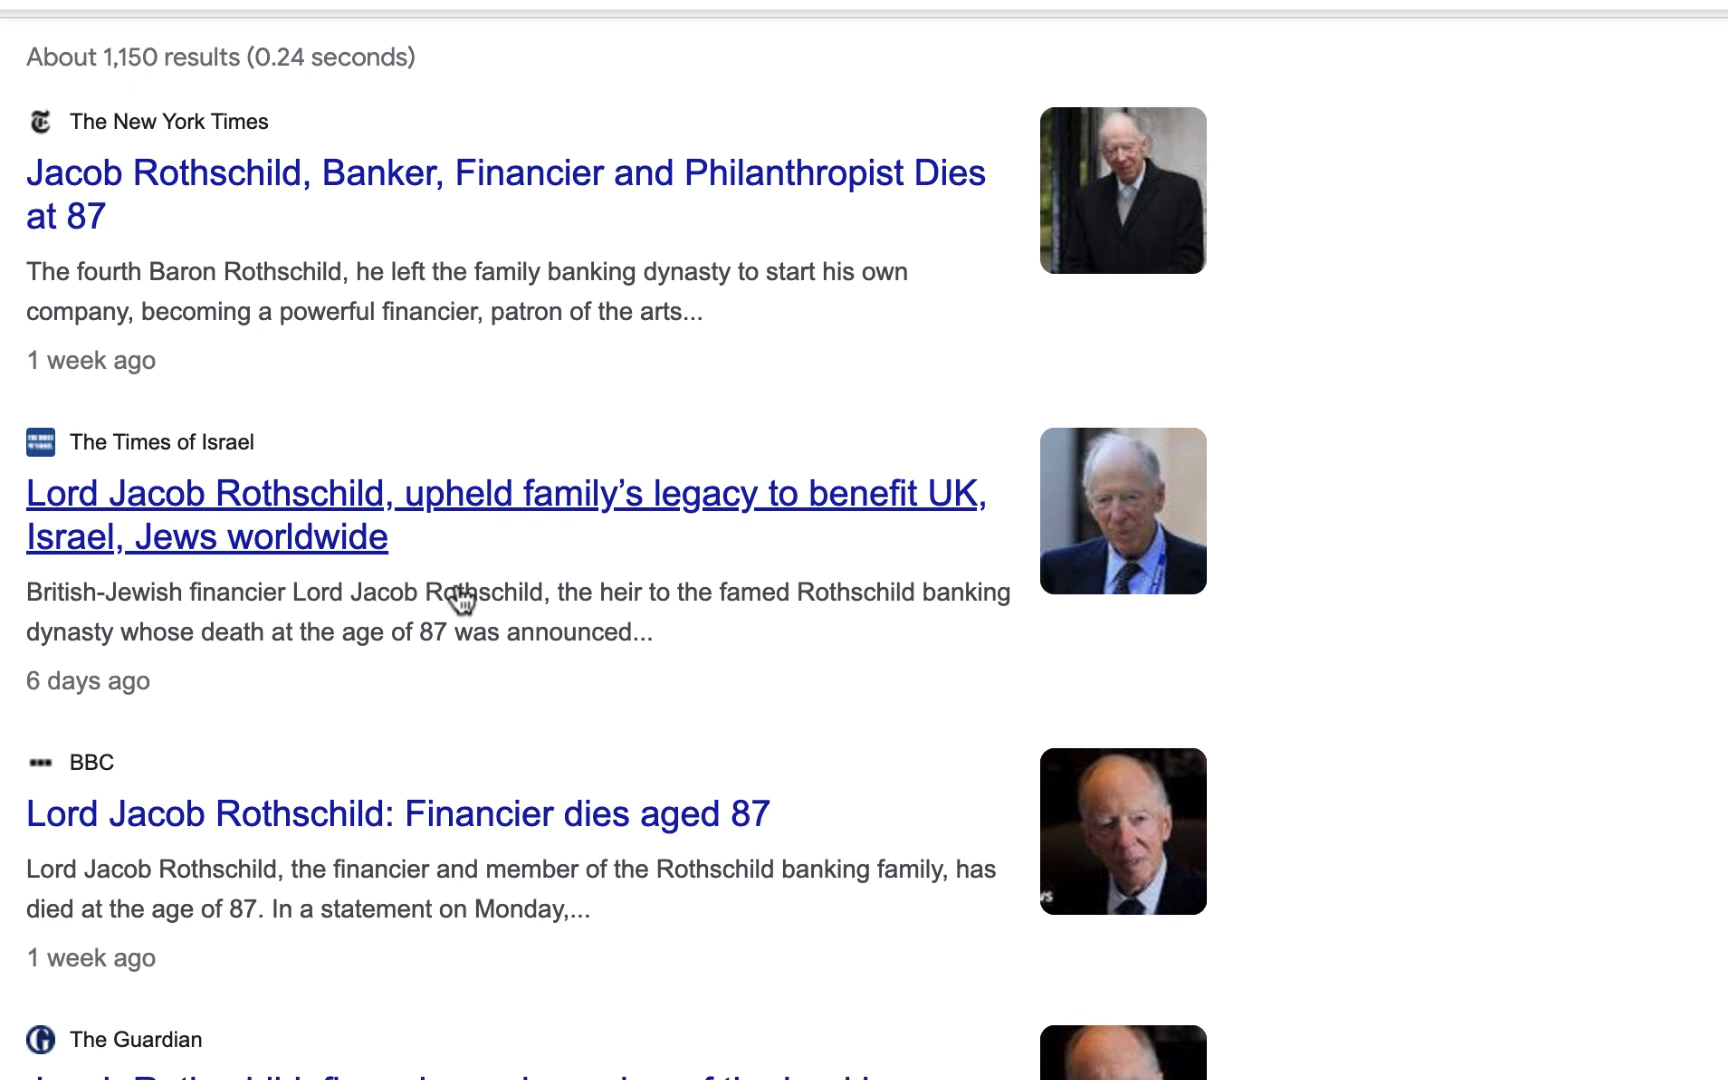 About 1,150 results (0.24 seconds)
The New York Times
Jacob Rothschild, Banker, Financier and Philanthropist Dies
at 87
The fourth Baron Rothschild, he left the family banking dynasty to start his own
company, becoming a powerful financier, patron of the arts...
1 week ago
The Times of Israel
Lord Jacob Rothschild, upheld family’s legacy to benefit UK,
Israel, Jews worldwide
British-Jewish financier Lord Jacob Rothschild, the heir to the famed Rothschild banking
dynasty whose death at the age of 87 was announced...
6 days ago
BBC
Lord Jacob Rothschild: Financier dies aged 87
Lord Jacob Rothschild, the financier and member of the Rothschild banking family, has
died at the age of 87. In a statement on Monday,...
1 week ago
The Guardian